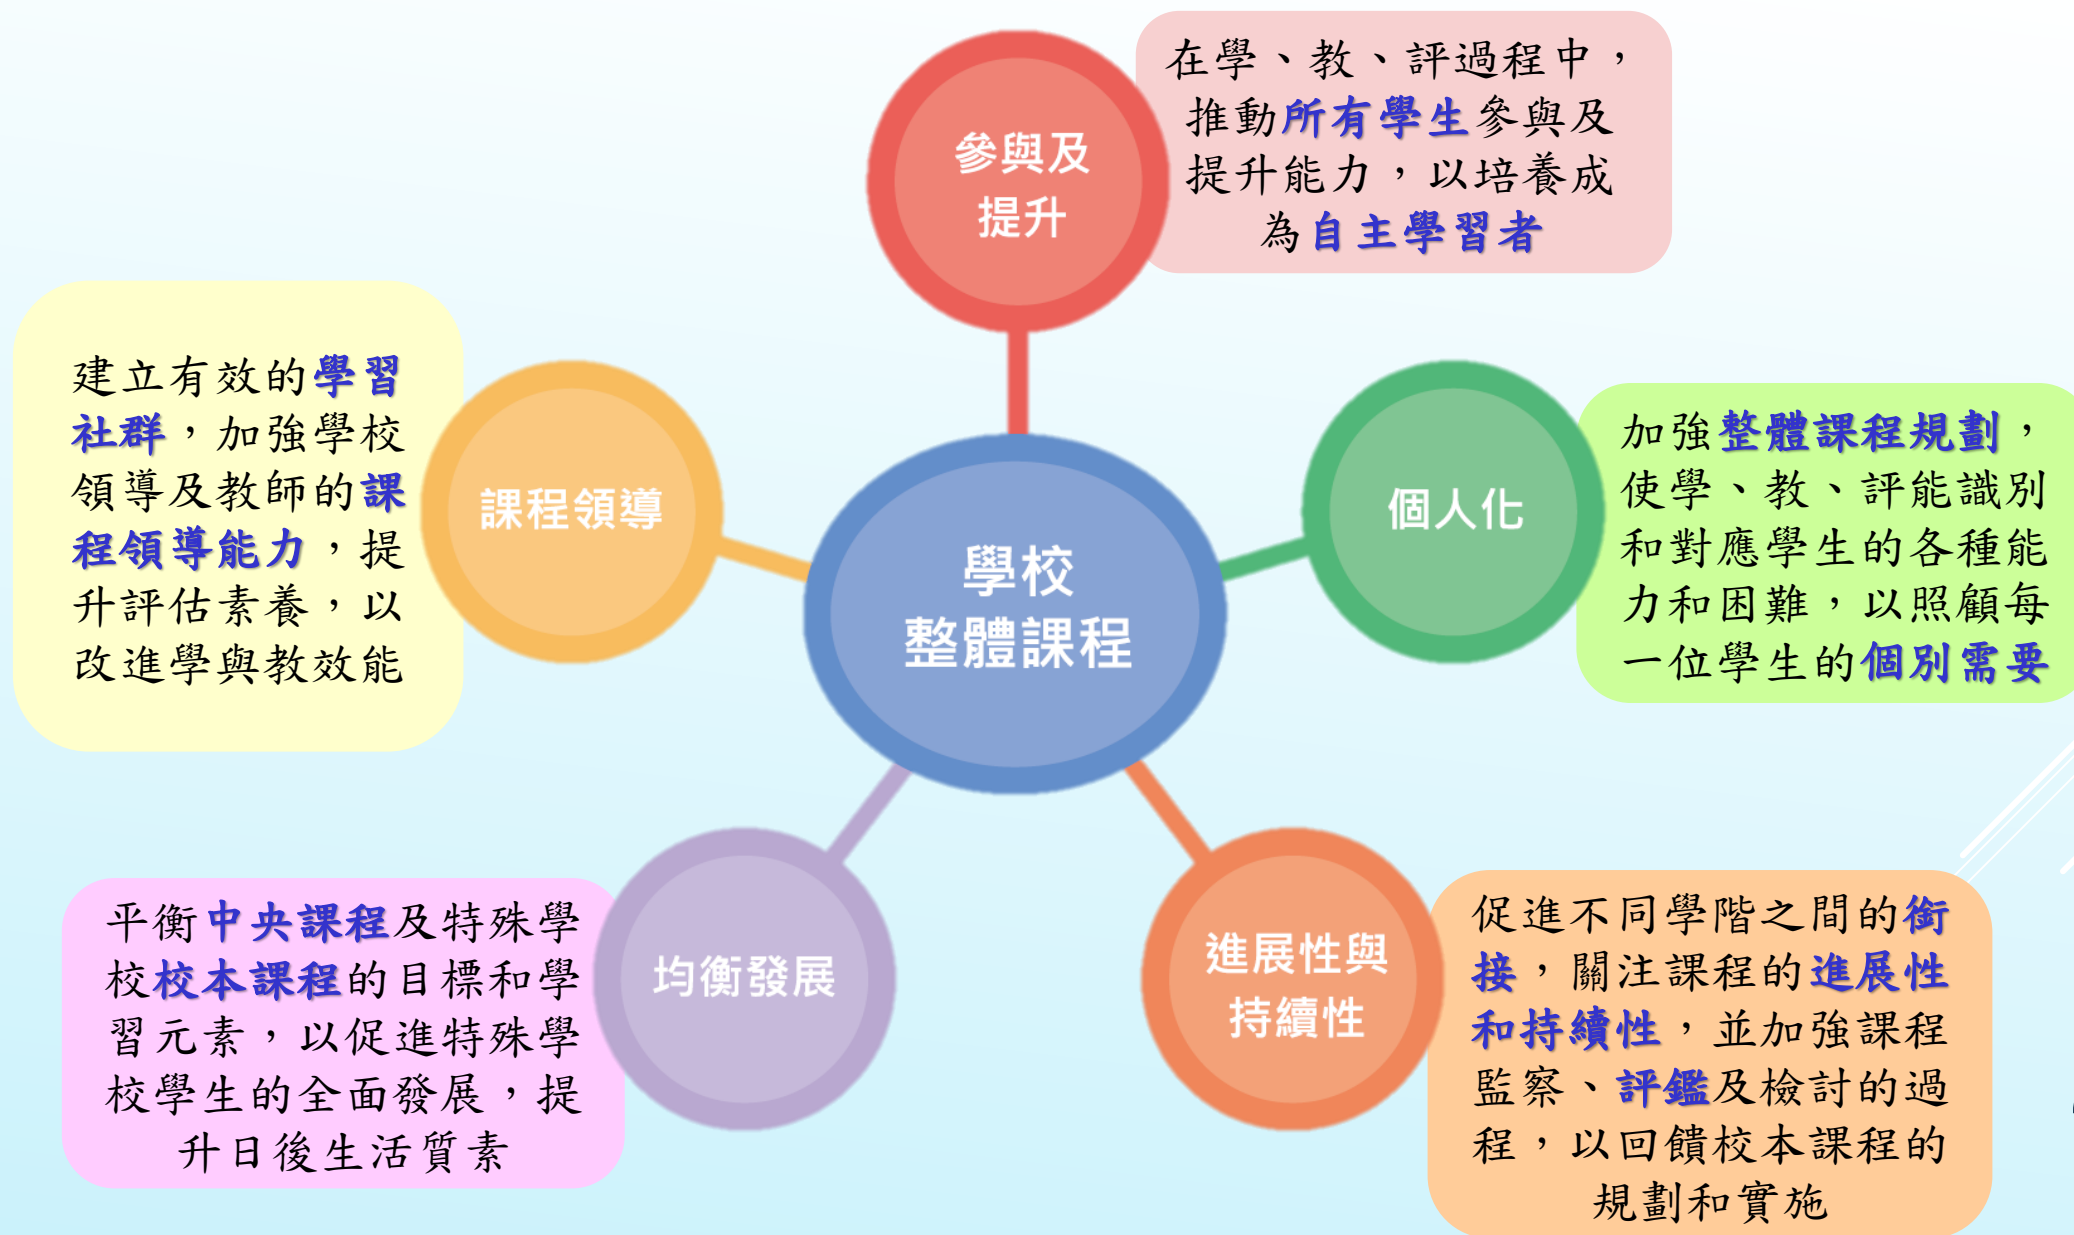 參與及
提升
在學、教、評過程中，
推動所有學生參與及
提升能力，以培養成
為自主學習者
建立有效的學習
社群，加強學校
領導及教師的課
程領導能力，提
升評估素養，以
改進學與教效能
課程領導
學校
整體課程
個人化
加強整體課程規劃，
使學、教、評能識別
和對應學生的各種能
力和困難，以照顧每
一位學生的個別需要
平衡中央課程及特殊學
校校本課程的目標和學
習元素，以促進特殊學
校學生的全面發展，提
升日後生活質素
均衡發展
進展性與
持續性
促進不同學階之間的銜
接，關注課程的進展性
和持續性，並加強課程
監察、評鑑及檢討的過
程，以回饋校本課程的
規劃和實施